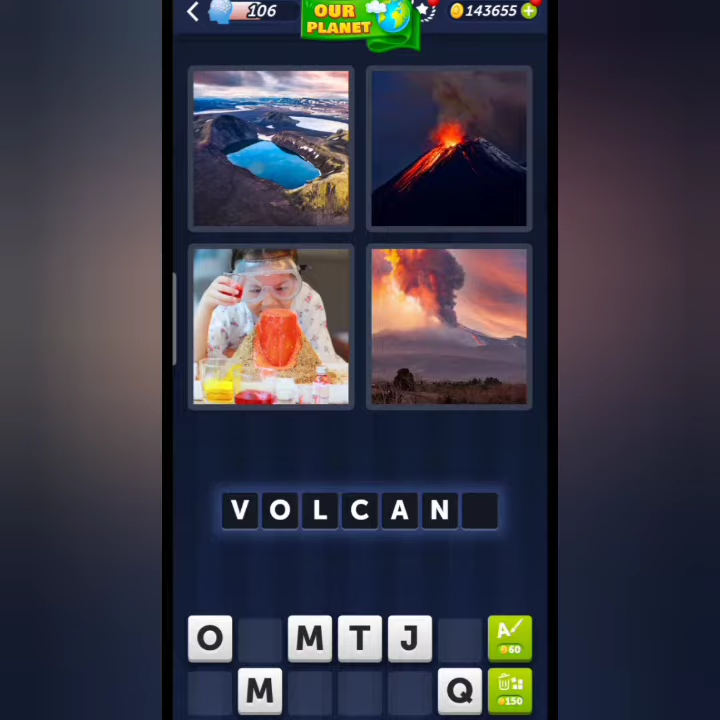 106
OUR
PLANET
143655
V O L C A N
O M T J
A
60
M Q
150